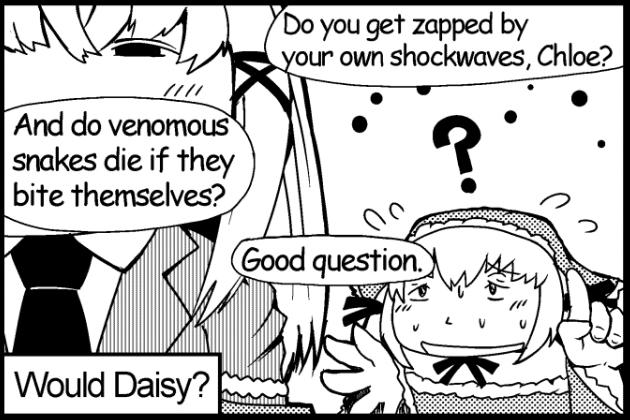 Do you get zapped by
your own shockwaves, Chloe?
And do venomous
snakes die if they
bite themselves?
Good question.
Would Daisy?
?